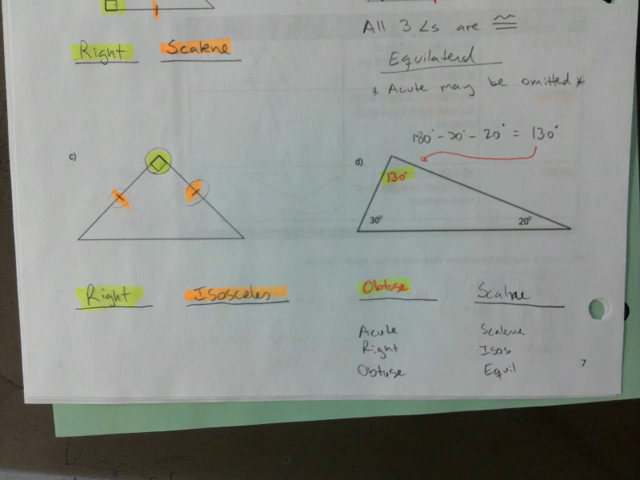 All 3 ∠s are ≅
Right Scalene
Equilateral
* Acute may be omitted *
180° - 30° - 20° = 130°
c)
d)
130°
30°
20°
Right Isosceles
Obtuse Scalene
Acute Scalene
Right Isos
Obtuse Equil
7